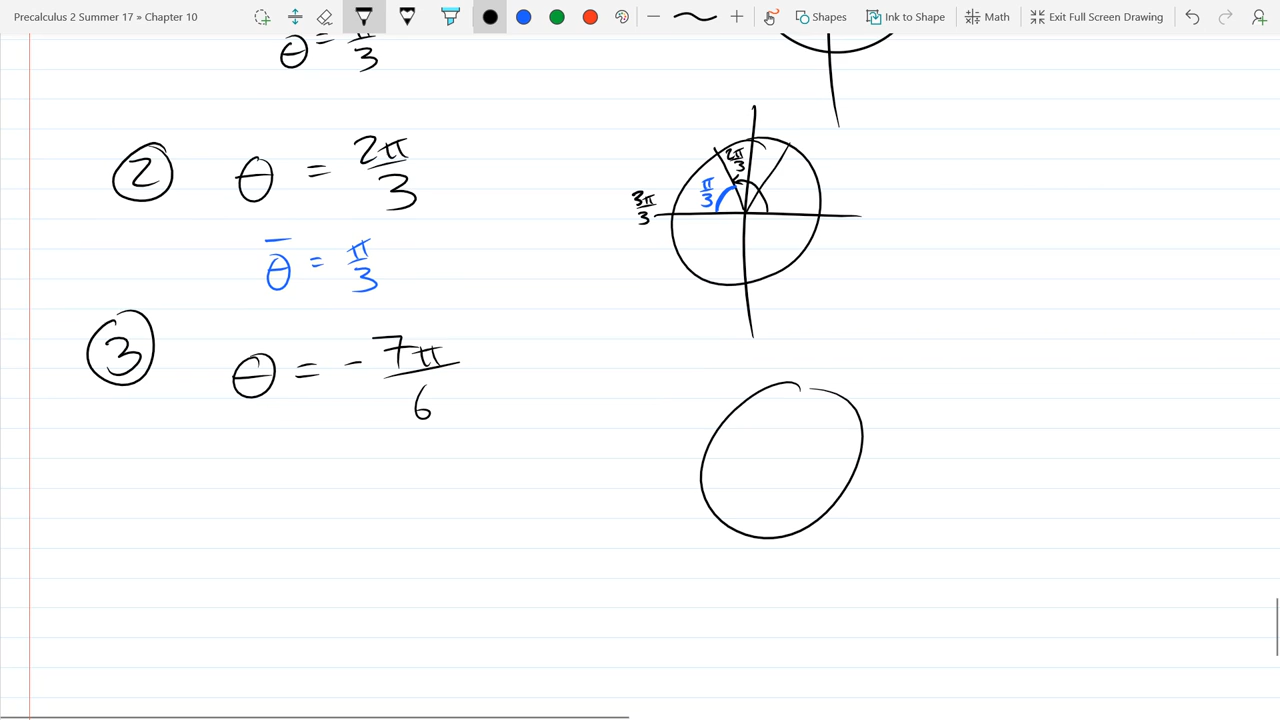 Precalculus 2 Summer 17 » Chapter 10
Shapes
Ink to Shape
Math
Exit Full Screen Drawing
θ = π/3
② θ = 2π/3
2π/3
π/3
3π/3
θ̅ = π/3
③ θ = - 7π/6